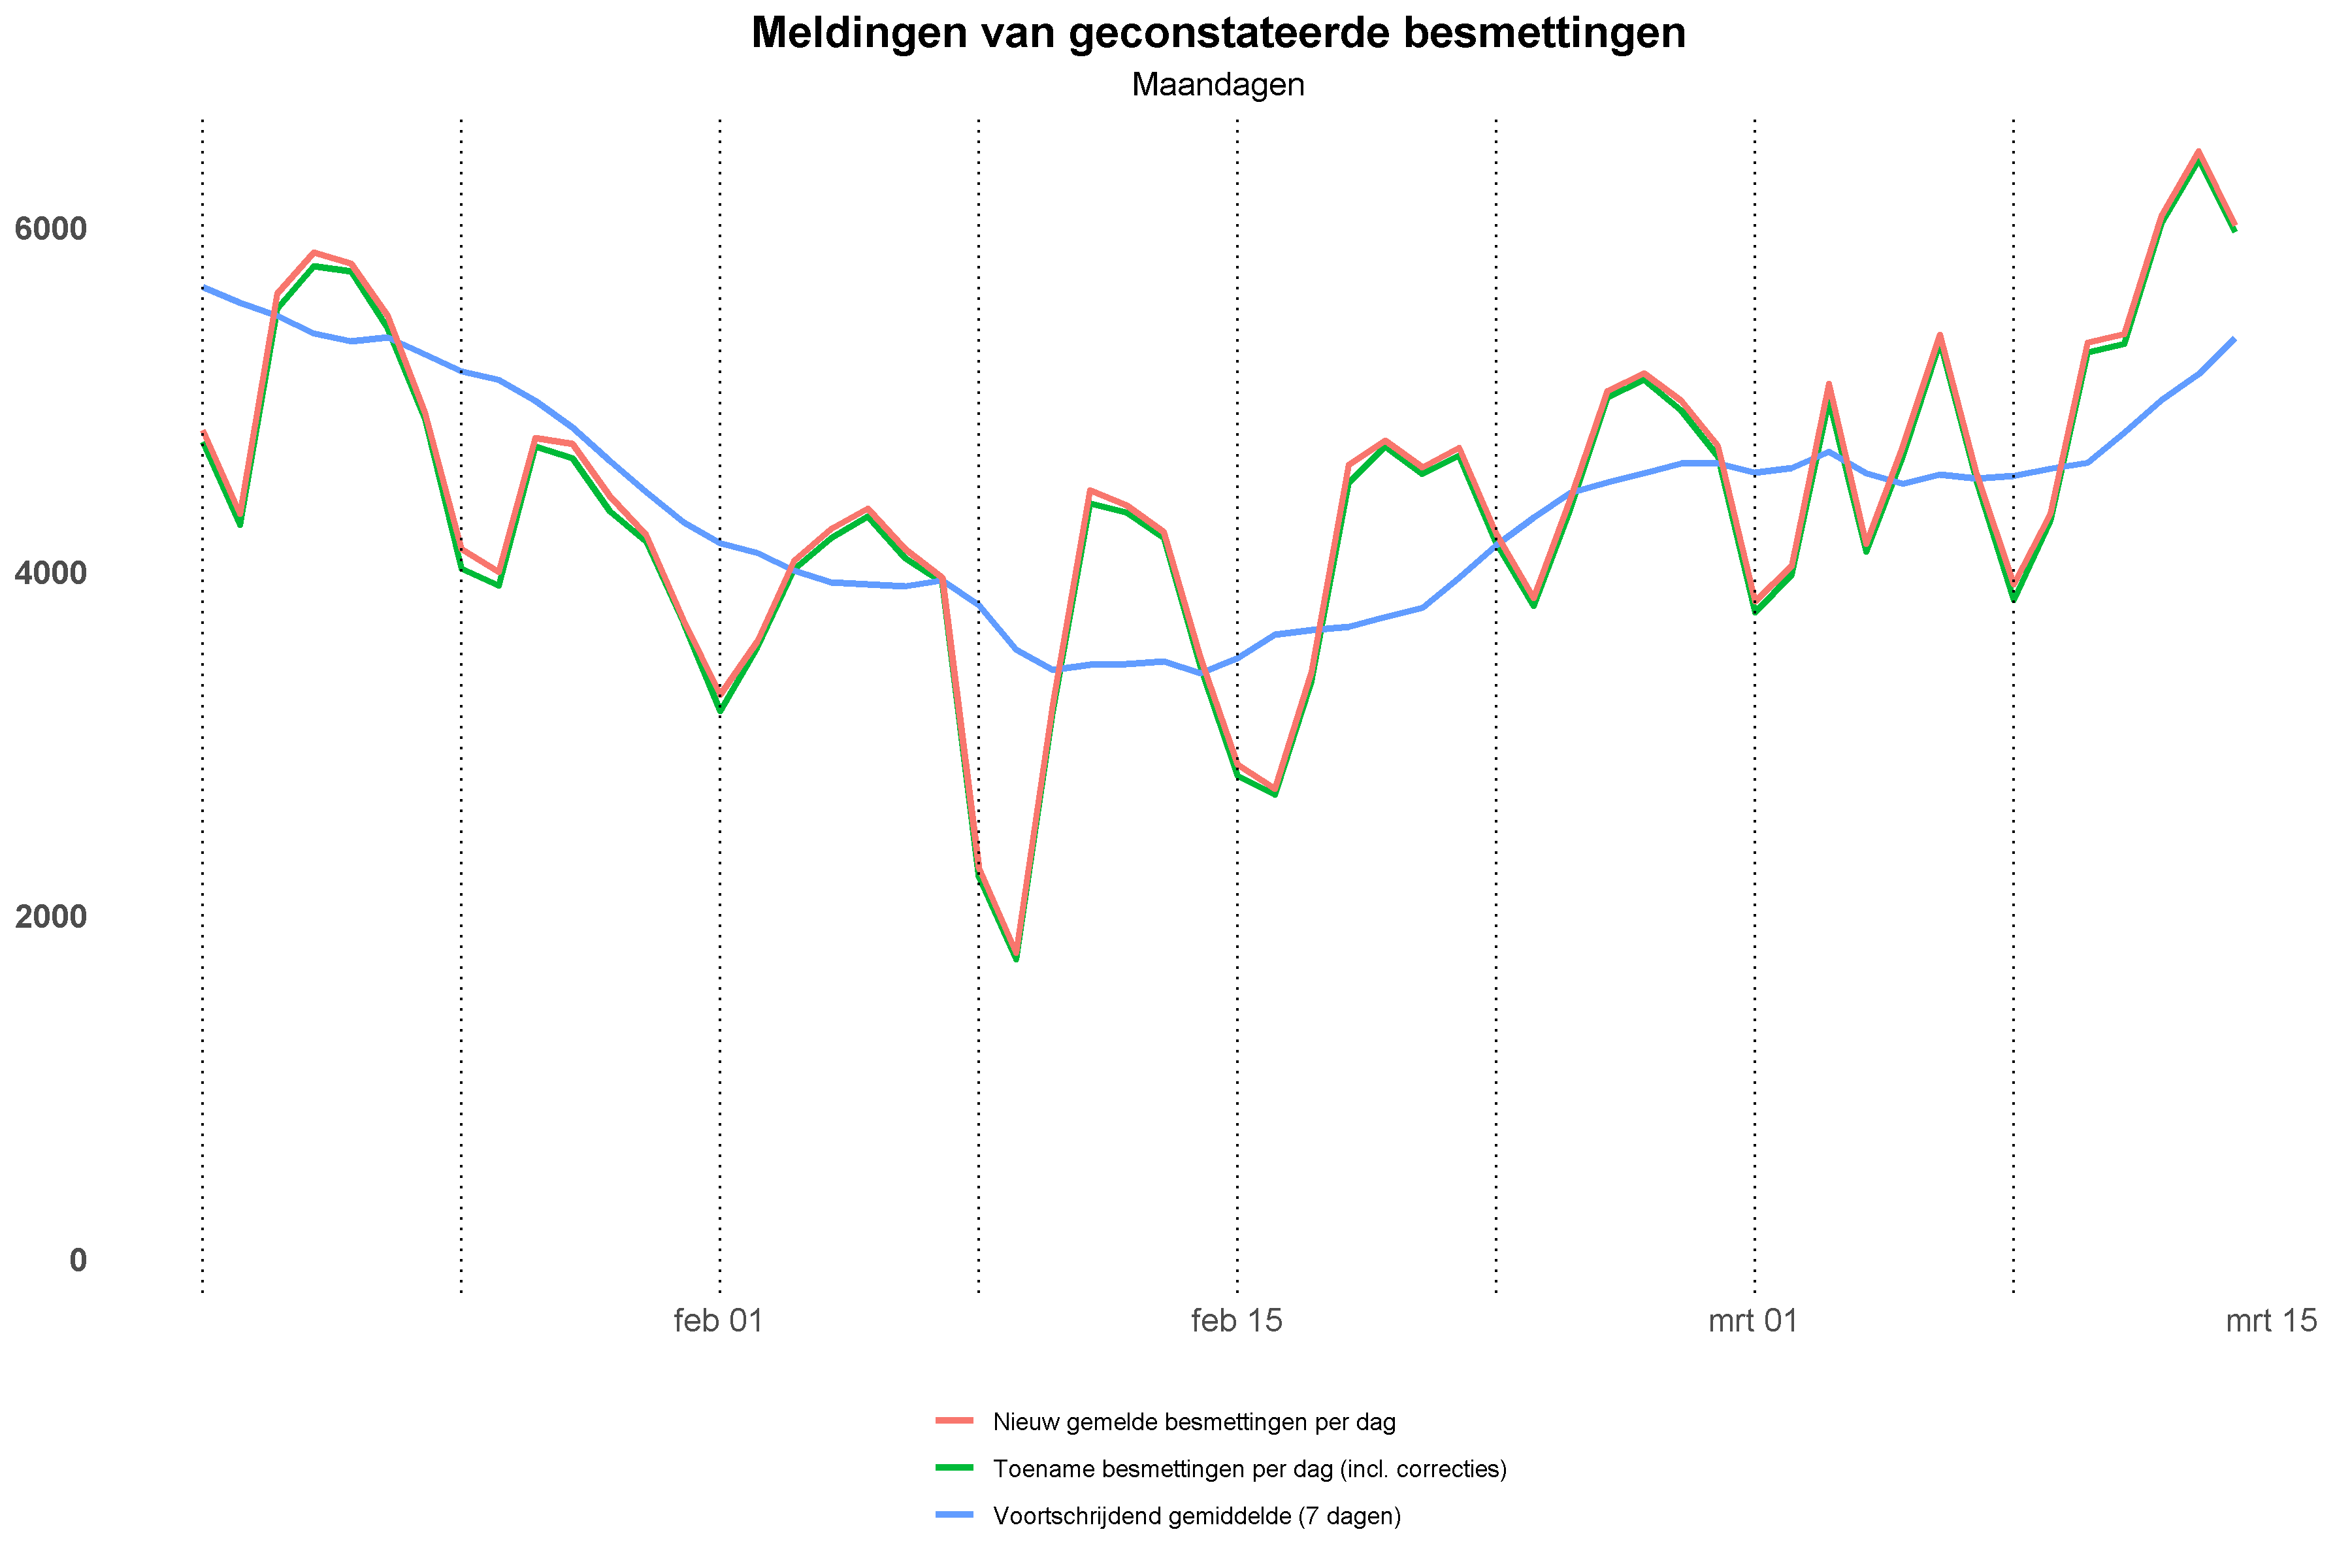 Meldingen van geconstateerde besmettingen
Maandagen
6000
4000
2000
0
feb 01
feb 15
mrt 01
mrt 15
Nieuw gemelde besmettingen per dag
Toename besmettingen per dag (incl. correcties)
Voortschrijdend gemiddelde (7 dagen)